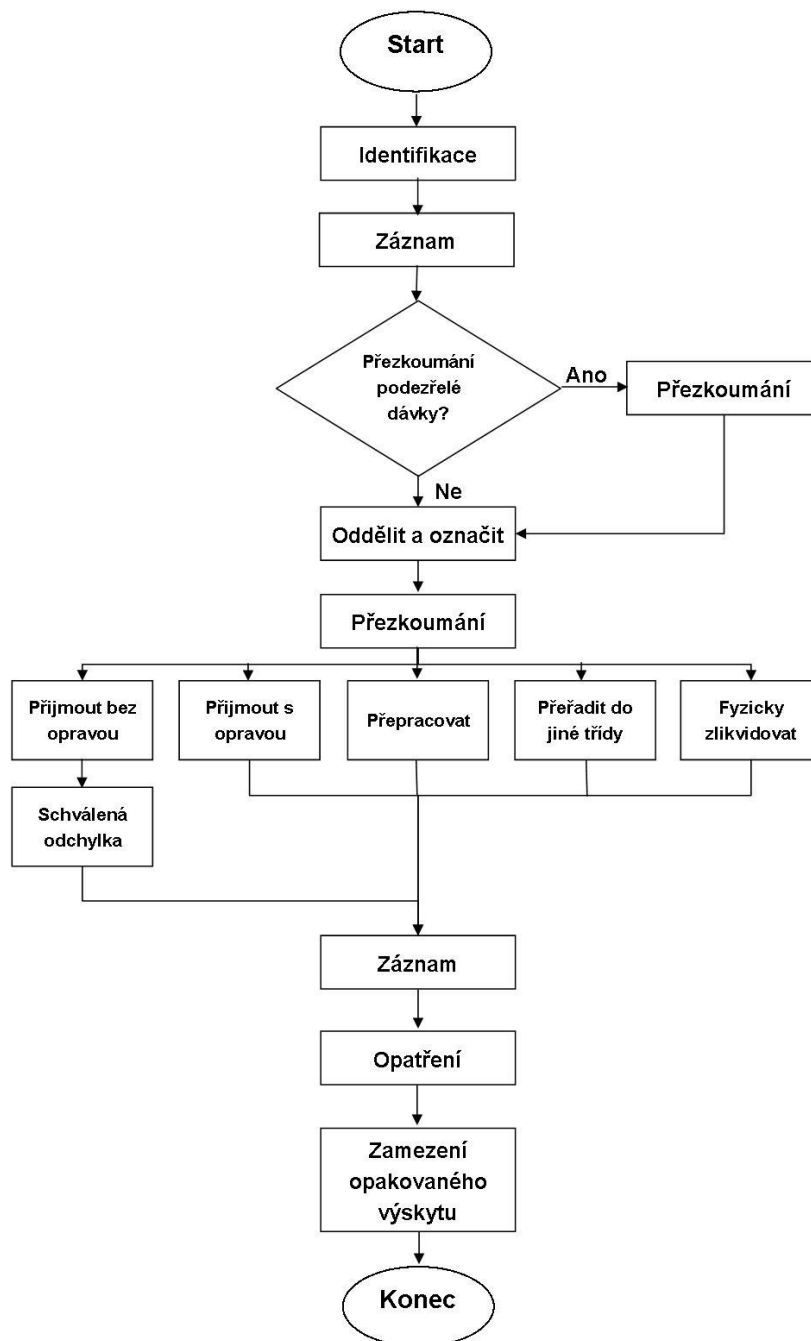 Start
Identifikace
Záznam
Přezkoumání
podezřelé
dávky?
Ano
Přezkoumání
Ne
Oddělit a označit
Přezkoumání
Přijmout bez
opravou
Přijmout s
opravou
Přepracovat
Přeřadit do
jiné třídy
Fyzicky
zlikvidovat
Schválená
odchylka
Záznam
Opatření
Zamezení
opakovaného
výskytu
Konec